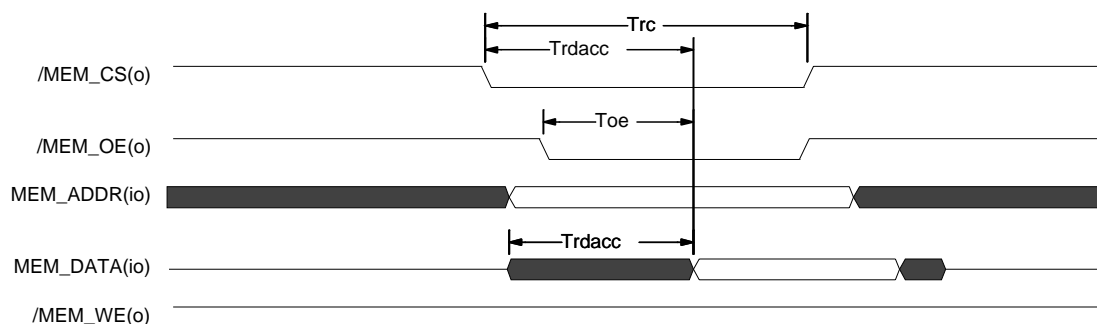 Trc
Trdacc
/MEM_CS(o)
Toe
/MEM_OE(o)
MEM_ADDR(io)
Trdacc
MEM_DATA(io)
/MEM_WE(o)